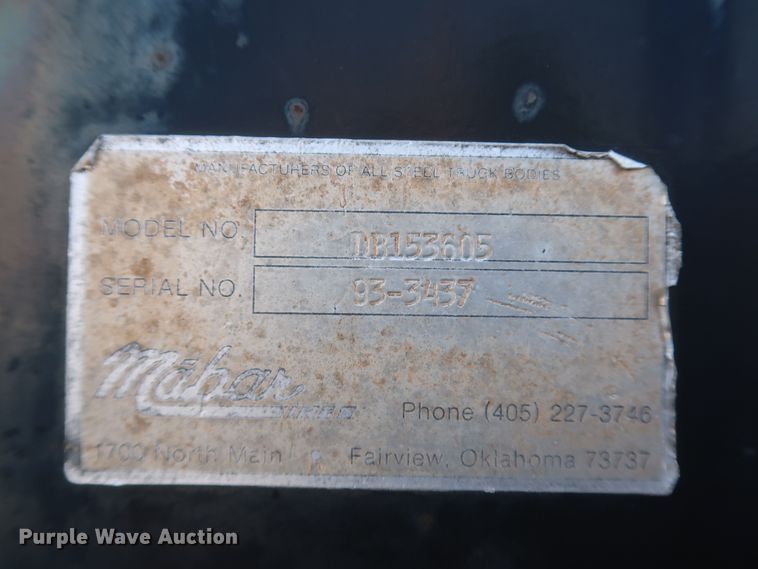 MANUFACTURERS OF ALL STEEL TRUCK BODIES
MODEL NO. DB153605
SERIAL NO. 93-3437
Mabar
Phone (405) 227-3746
1700 North Main • Fairview, Oklahoma 73737
Purple Wave Auction